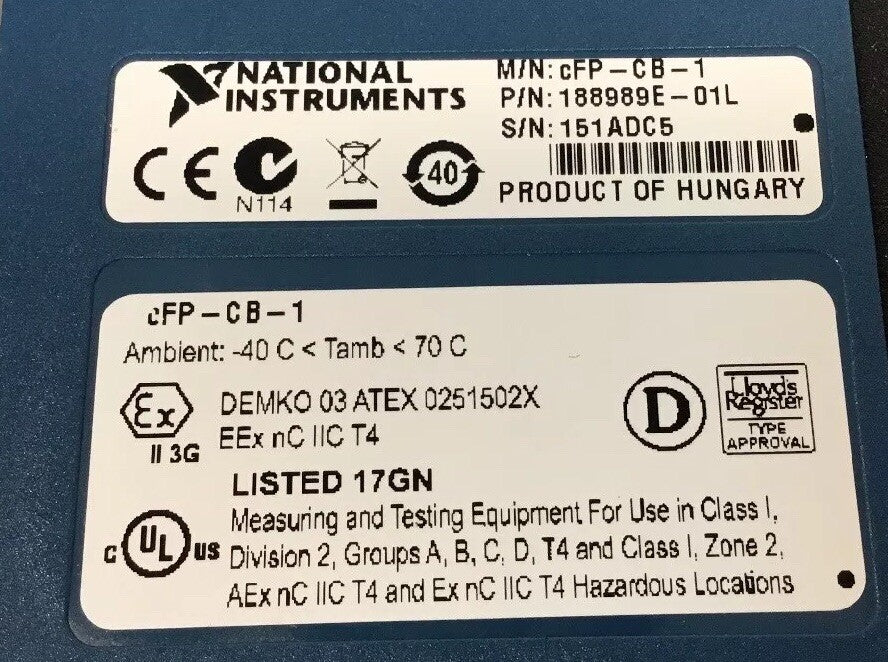 NATIONAL
INSTRUMENTS
M/N: cFP-CB-1
P/N: 188989E-01L
S/N: 151ADC5
CE
N114
40
PRODUCT OF HUNGARY
cFP-CB-1
Ambient: -40 C < Tamb < 70 C
Ex
II 3G
DEMKO 03 ATEX 0251502X
EEx nC IIC T4
D
Lloyd's
Register
TYPE
APPROVAL
LISTED 17GN
C UL US
Measuring and Testing Equipment For Use in Class I,
Division 2, Groups A, B, C, D, T4 and Class I, Zone 2,
AEx nC IIC T4 and Ex nC IIC T4 Hazardous Locations